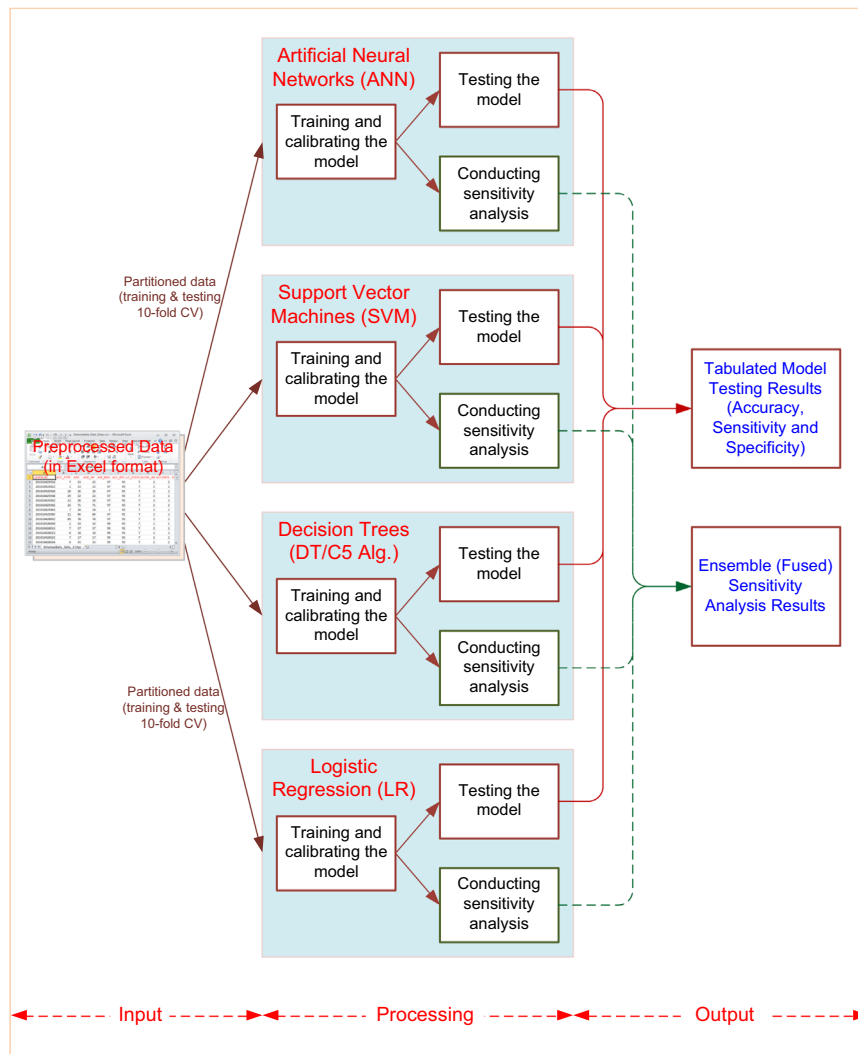 Artificial Neural
Networks (ANN)
Training and
calibrating the
model
Testing the
model
Conducting
sensitivity
analysis
Partitioned data
(training & testing
10-fold CV)
Support Vector
Machines (SVM)
Training and
calibrating the
model
Testing the
model
Conducting
sensitivity
analysis
Tabulated Model
Testing Results
(Accuracy,
Sensitivity and
Specificity)
Preprocessed Data
(in Excel format)
Decision Trees
(DT/C5 Alg.)
Training and
calibrating the
model
Testing the
model
Conducting
sensitivity
analysis
Ensemble (Fused)
Sensitivity
Analysis Results
Partitioned data
(training & testing
10-fold CV)
Logistic
Regression (LR)
Training and
calibrating the
model
Testing the
model
Conducting
sensitivity
analysis
Input
Processing
Output